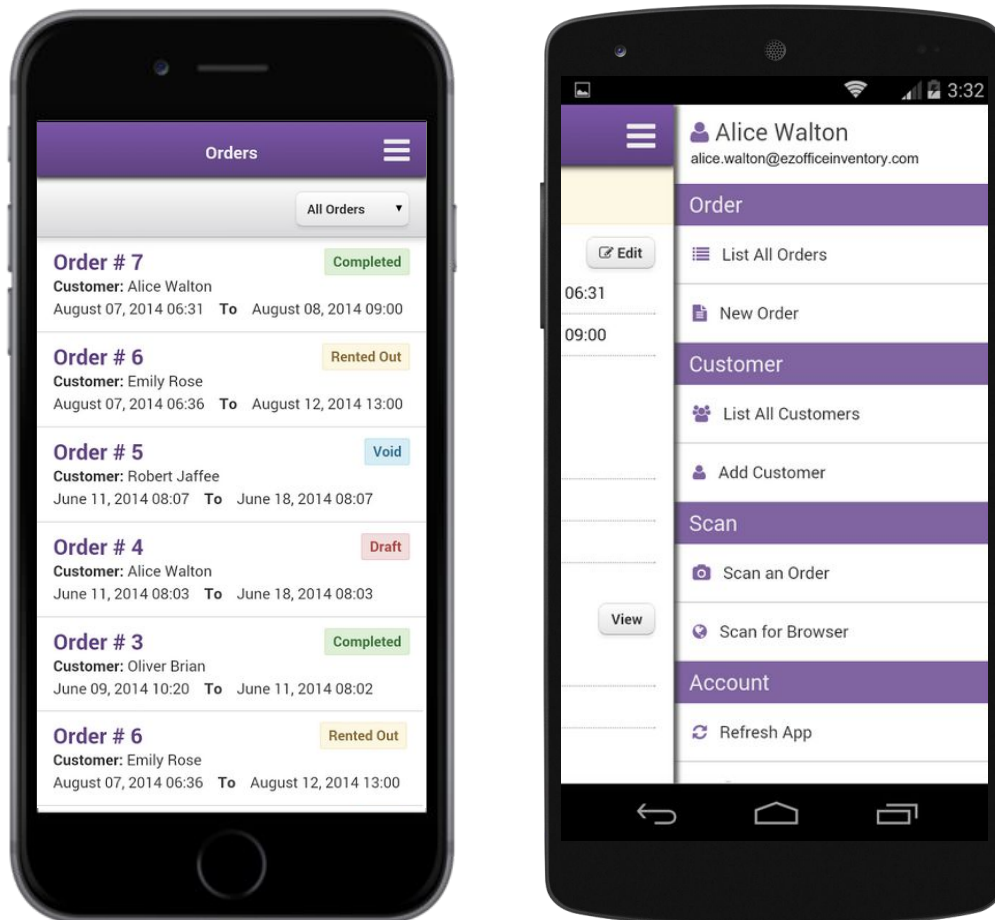 Orders
All Orders
Order # 7 Completed
Customer: Alice Walton
August 07, 2014 06:31 To August 08, 2014 09:00
Order # 6 Rented Out
Customer: Emily Rose
August 07, 2014 06:36 To August 12, 2014 13:00
Order # 5 Void
Customer: Robert Jaffee
June 11, 2014 08:07 To June 18, 2014 08:07
Order # 4 Draft
Customer: Alice Walton
June 11, 2014 08:03 To June 18, 2014 08:03
Order # 3 Completed
Customer: Oliver Brian
June 09, 2014 10:20 To June 11, 2014 08:02
Order # 6 Rented Out
Customer: Emily Rose
August 07, 2014 06:36 To August 12, 2014 13:00
3:32
Edit
06:31
09:00
View
Alice Walton
alice.walton@ezofficeinventory.com
Order
List All Orders
New Order
Customer
List All Customers
Add Customer
Scan
Scan an Order
Scan for Browser
Account
Refresh App